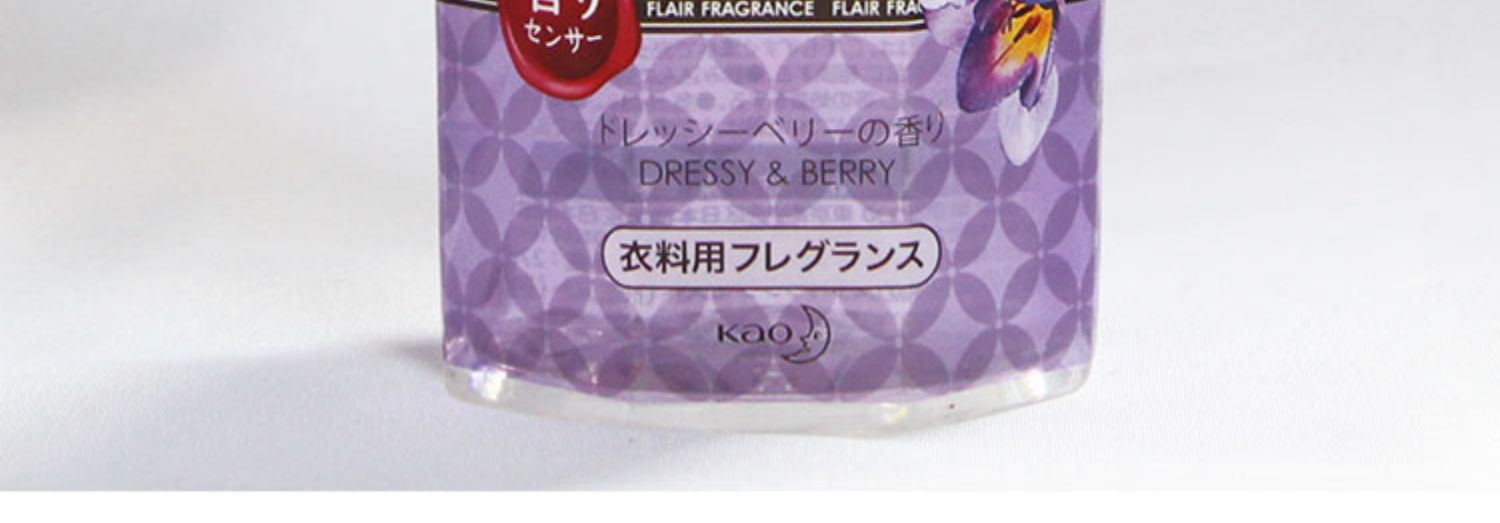 香り
センサー
FLAIR FRAGRANCE FLAIR FRA
ドレッシーベリーの香り
DRESSY & BERRY
衣料用フレグランス
Kao